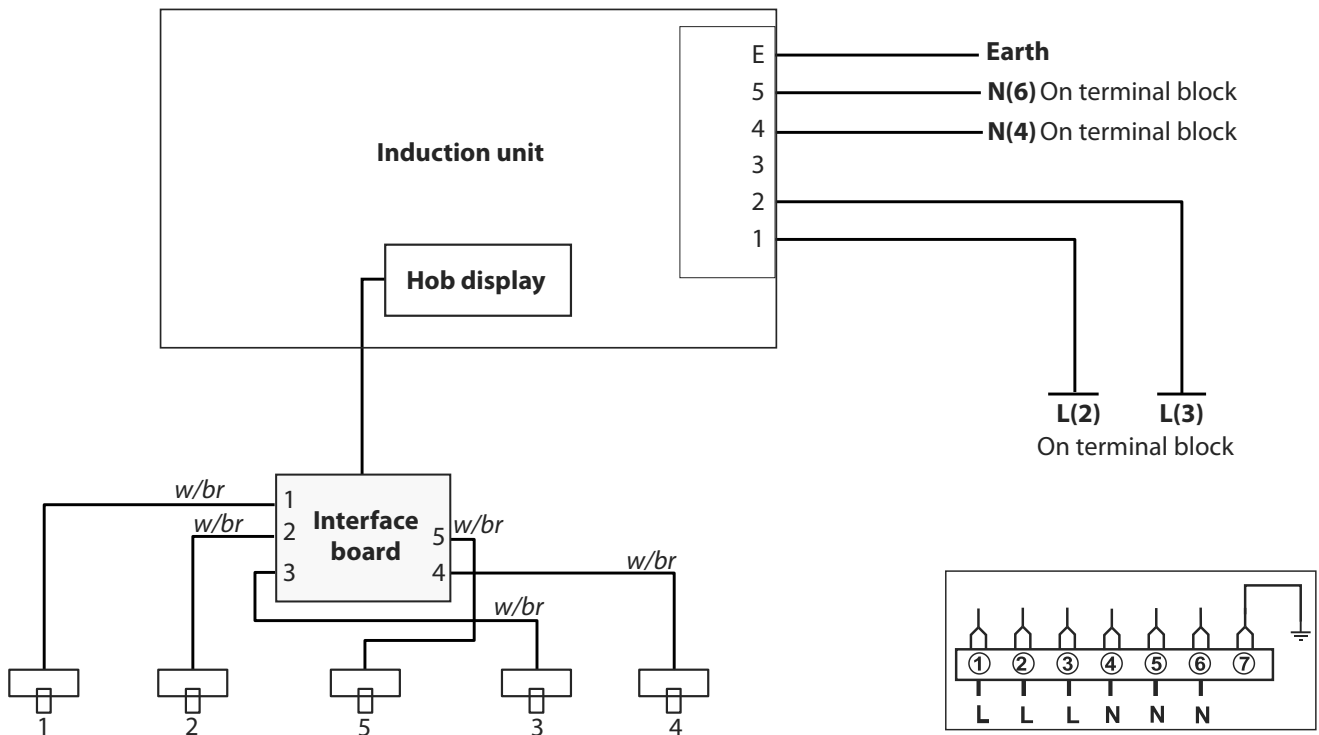 E
Earth
5
N(6) On terminal block
4
N(4) On terminal block
3
2
1
Induction unit
Hob display
L(2)
L(3)
On terminal block
w/br
1
w/br
2
3
Interface
board
5
w/br
4
w/br
w/br
1
2
5
3
4
1 2 3 4 5 6 7
L L L N N N